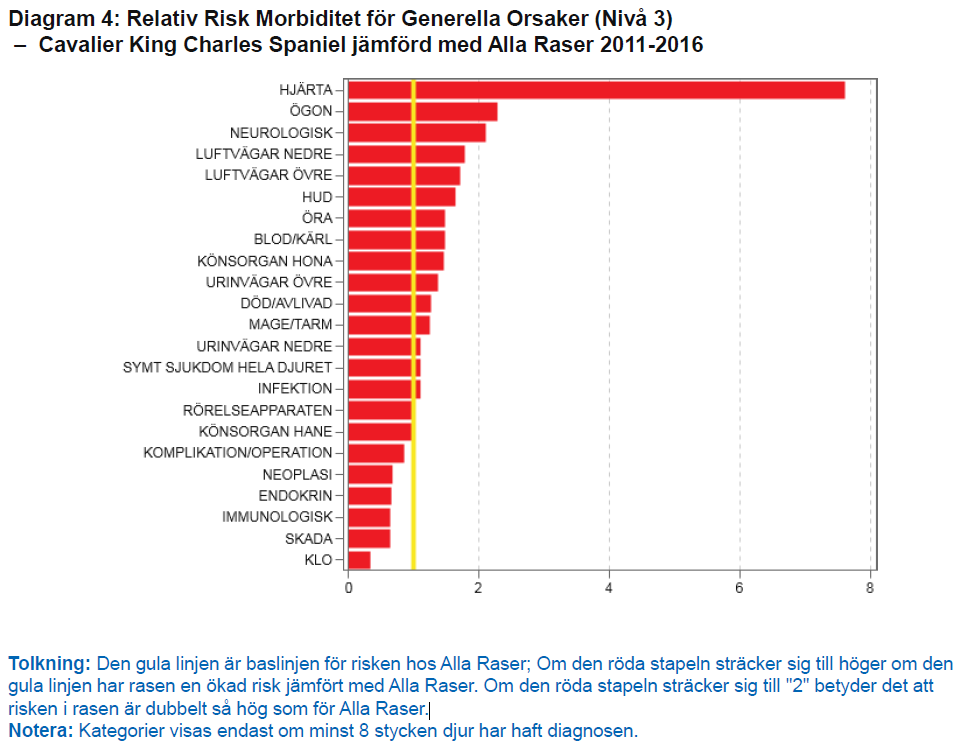 Diagram 4: Relativ Risk Morbiditet för Generella Orsaker (Nivå 3)
– Cavalier King Charles Spaniel jämförd med Alla Raser 2011-2016
HJÄRTA
ÖGON
NEUROLOGISK
LUFTVÄGAR NEDRE
LUFTVÄGAR ÖVRE
HUD
ÖRA
BLOD/KÄRL
KÖNSORGAN HONA
URINVÄGAR ÖVRE
DÖD/AVLIVAD
MAGE/TARM
URINVÄGAR NEDRE
SYMT SJUKDOM HELA DJURET
INFEKTION
RÖRELSEAPPARATEN
KÖNSORGAN HANE
KOMPLIKATION/OPERATION
NEOPLASI
ENDOKRIN
IMMUNOLOGISK
SKADA
KLO
0 2 4 6 8
Tolkning: Den gula linjen är baslinjen för risken hos Alla Raser; Om den röda stapeln sträcker sig till höger om den
gula linjen har rasen en ökad risk jämfört med Alla Raser. Om den röda stapeln sträcker sig till "2" betyder det att
risken i rasen är dubbelt så hög som för Alla Raser.
Notera: Kategorier visas endast om minst 8 stycken djur har haft diagnosen.